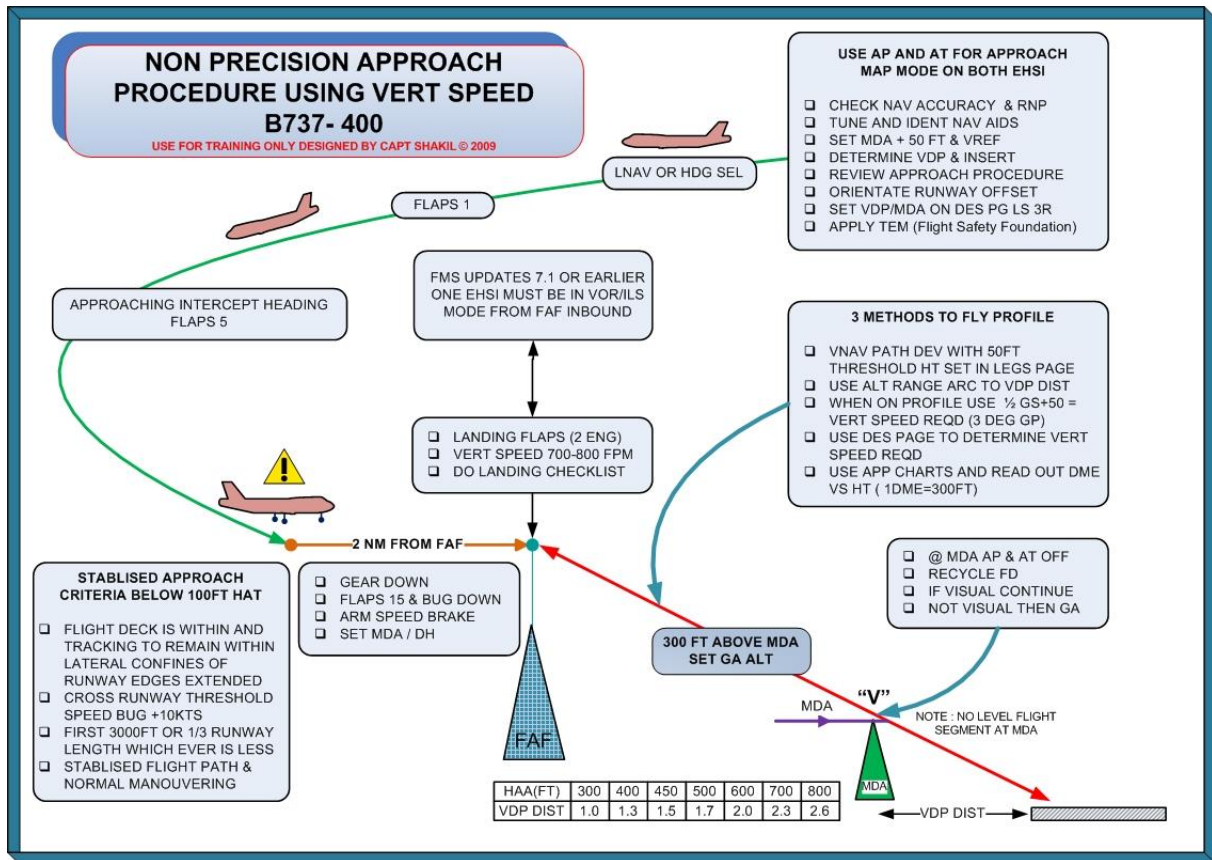 NON PRECISION APPROACH
PROCEDURE USING VERT SPEED
B737- 400
USE FOR TRAINING ONLY DESIGNED BY CAPT SHAKIL © 2009
USE AP AND AT FOR APPROACH
MAP MODE ON BOTH EHSI
CHECK NAV ACCURACY & RNP
TUNE AND IDENT NAV AIDS
SET MDA + 50 FT & VREF
DETERMINE VDP & INSERT
REVIEW APPROACH PROCEDURE
ORIENTATE RUNWAY OFFSET
SET VDP/MDA ON DES PG LS 3R
APPLY TEM (Flight Safety Foundation)
LNAV OR HDG SEL
FLAPS 1
APPROACHING INTERCEPT HEADING
FLAPS 5
FMS UPDATES 7.1 OR EARLIER
ONE EHSI MUST BE IN VOR/ILS
MODE FROM FAF INBOUND
3 METHODS TO FLY PROFILE
VNAV PATH DEV WITH 50FT
THRESHOLD HT SET IN LEGS PAGE
USE ALT RANGE ARC TO VDP DIST
WHEN ON PROFILE USE ½ GS+50 =
VERT SPEED REQD (3 DEG GP)
USE DES PAGE TO DETERMINE VERT
SPEED REQD
USE APP CHARTS AND READ OUT DME
VS HT ( 1DME=300FT)
LANDING FLAPS (2 ENG)
VERT SPEED 700-800 FPM
DO LANDING CHECKLIST
!
2 NM FROM FAF
STABLISED APPROACH
CRITERIA BELOW 100FT HAT
FLIGHT DECK IS WITHIN AND
TRACKING TO REMAIN WITHIN
LATERAL CONFINES OF
RUNWAY EDGES EXTENDED
CROSS RUNWAY THRESHOLD
SPEED BUG +10KTS
FIRST 3000FT OR 1/3 RUNWAY
LENGTH WHICH EVER IS LESS
STABLISED FLIGHT PATH &
NORMAL MANOUVERING
GEAR DOWN
FLAPS 15 & BUG DOWN
ARM SPEED BRAKE
SET MDA / DH
FAF
@ MDA AP & AT OFF
RECYCLE FD
IF VISUAL CONTINUE
NOT VISUAL THEN GA
300 FT ABOVE MDA
SET GA ALT
"V"
MDA
NOTE : NO LEVEL FLIGHT
SEGMENT AT MDA
MDA
VDP DIST
HAA(FT) 300 400 450 500 600 700 800
VDP DIST 1.0 1.3 1.5 1.7 2.0 2.3 2.6